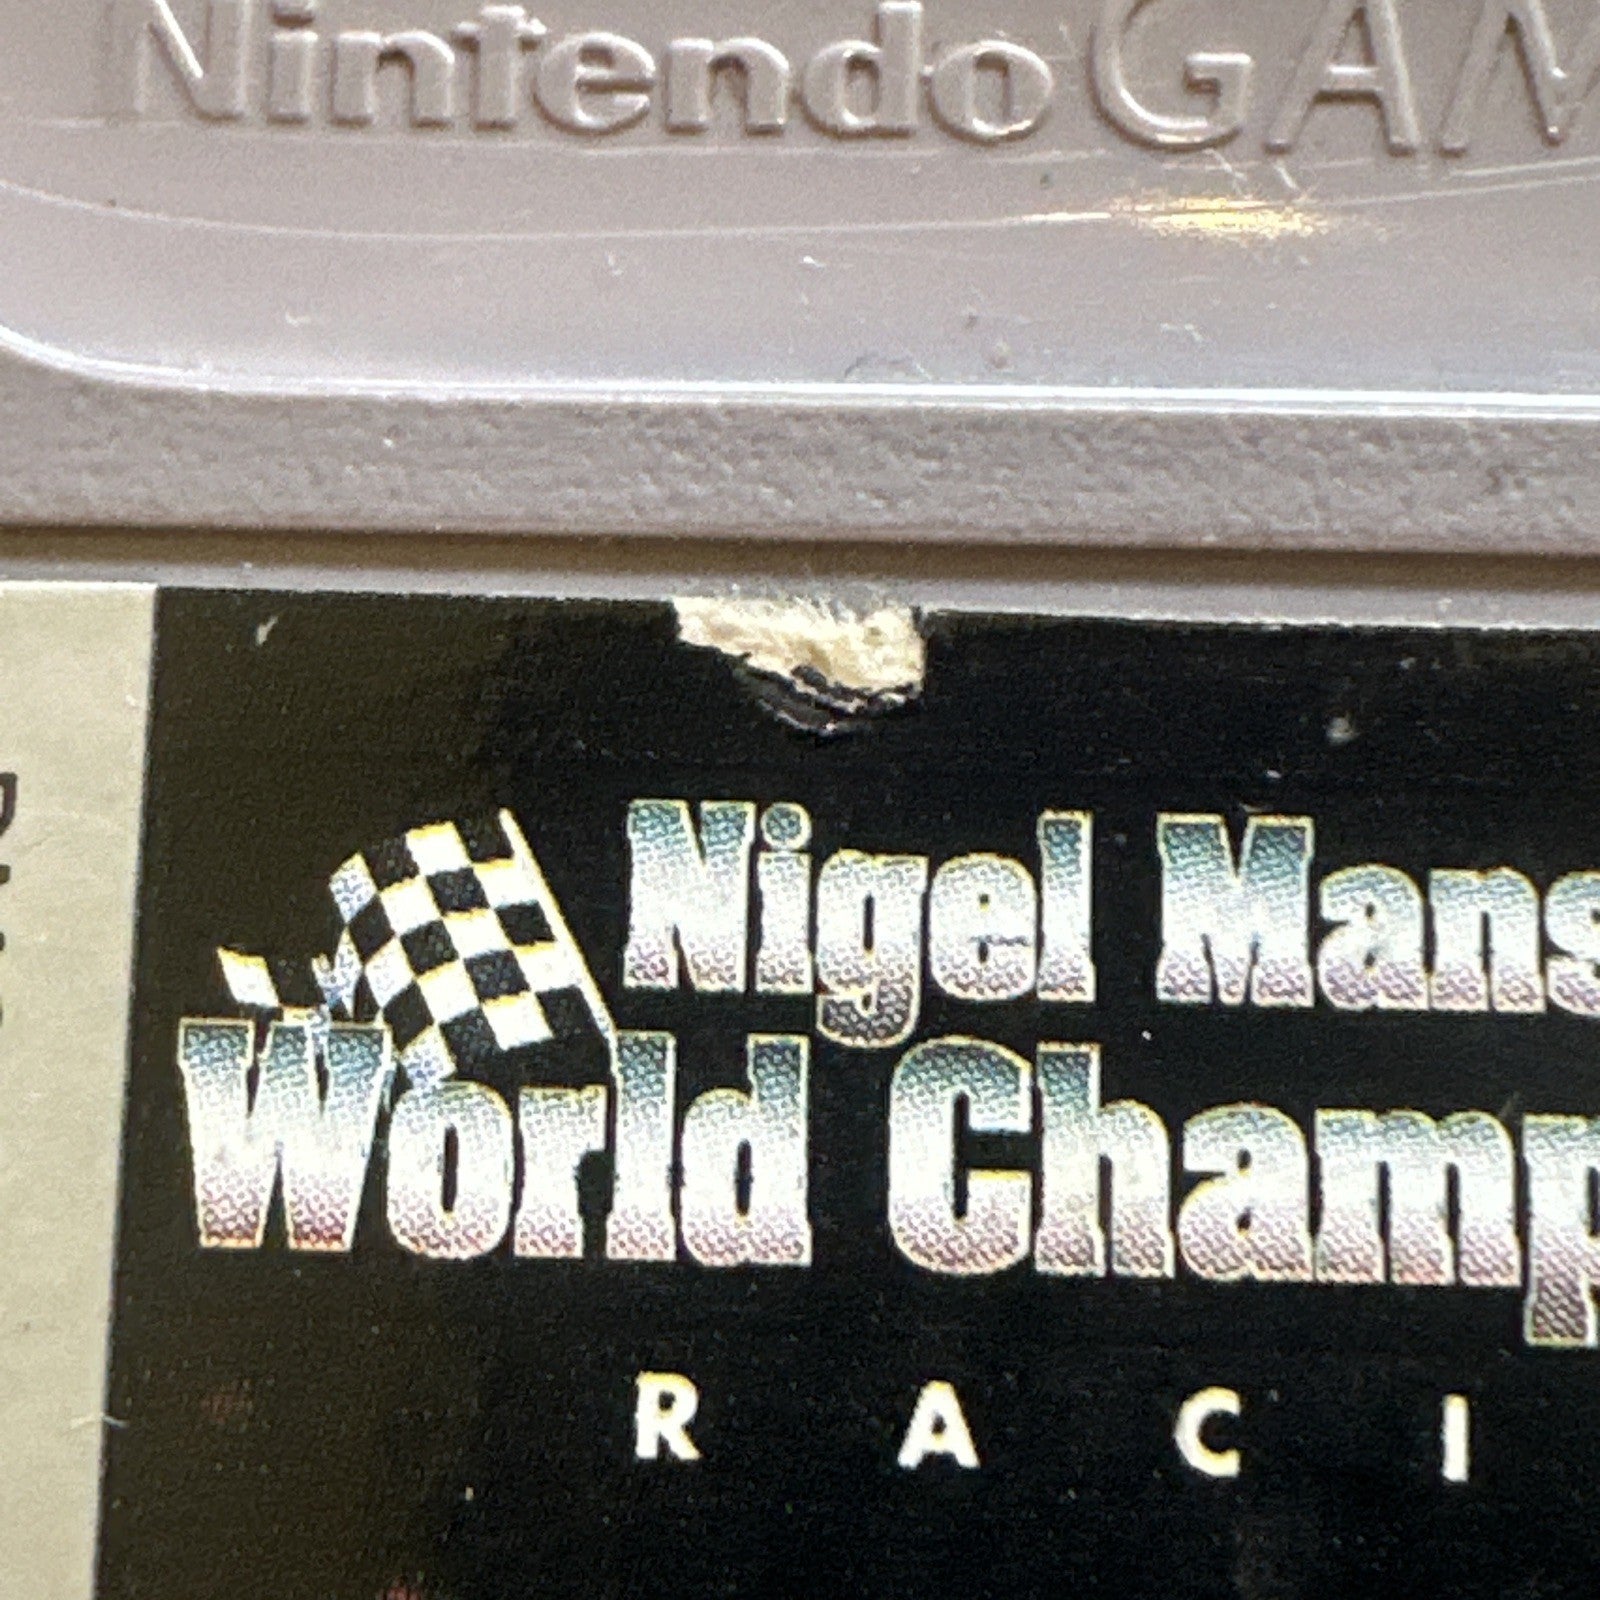 Nintendo GAM
Nigel Mans
World Champ
RACI